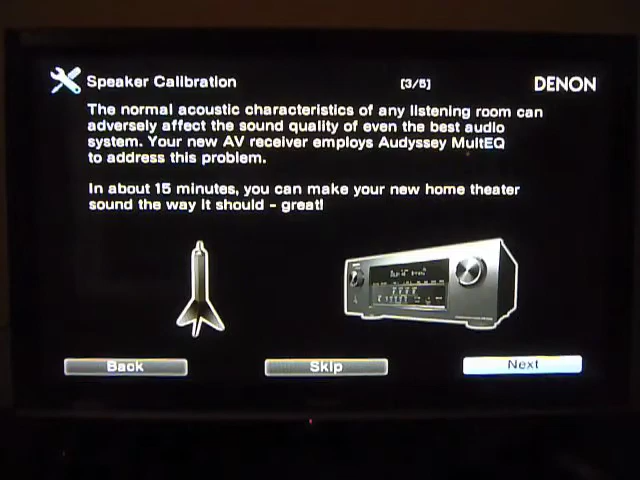 Speaker Calibration [3/5] DENON
The normal acoustic characteristics of any listening room can
adversely affect the sound quality of even the best audio
system. Your new AV receiver employs Audyssey MultEQ
to address this problem.
In about 15 minutes, you can make your new home theater
sound the way it should - great!
Back Skip Next